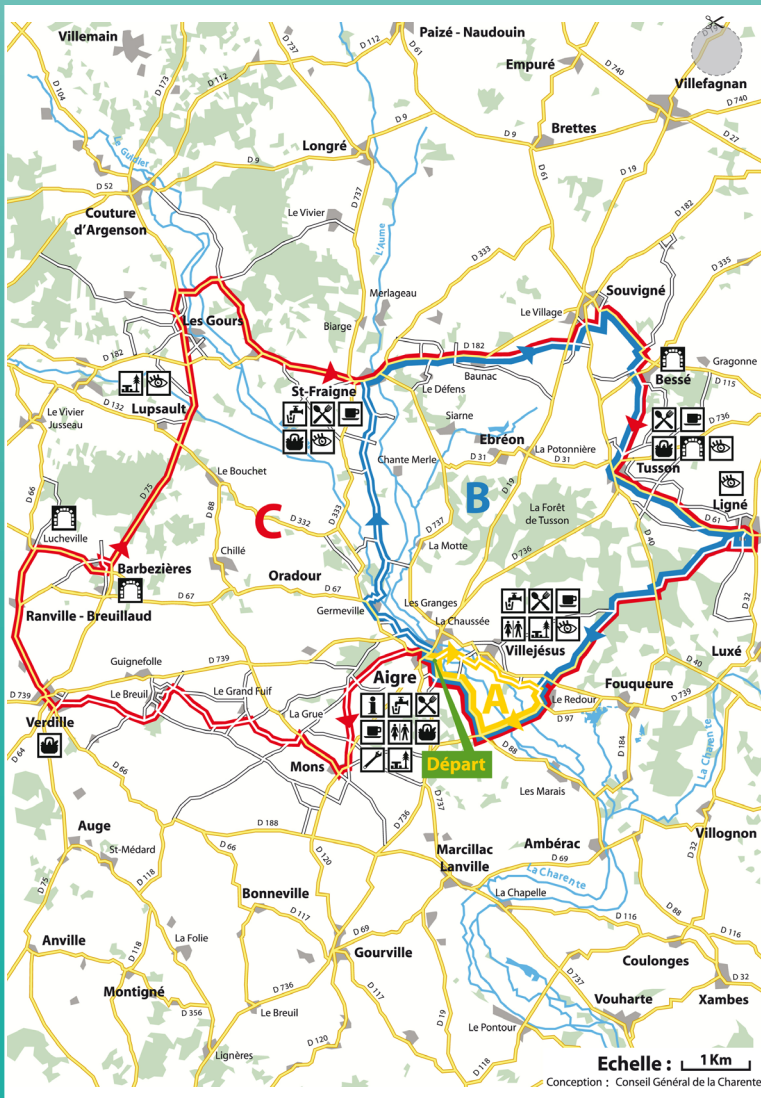 Villemain
D 737
D 112
D 61
Paizé - Naudouin
D 19
Empuré
D 740
Villefagnan
D 104
D 173
D 112
D 740
Le Guidier
Longré
D 9
D 9
Brettes
D 27
D 9
D 61
D 19
D 52
Couture
d'Argenson
Le Vivier
D 737
L'Aume
D 182
D 333
D 335
Merlageau
Souvigné
Les Gours
Biarge
Le Village
D 182
D 182
Baunac
Bessé
Gragonne
D 115
St-Fraigne
Le Défens
D 132
Lupsault
Le Vivier
Jusseau
Siarne
D 736
Ebréon
La Potonnière
D 31
D 31
Tusson
Chante Merle
Ligné
Le Bouchet
D 75
D 66
D 88
C
D 332
D 333
B
D 19
La Forêt
de Tusson
D 61
D 737
Lucheville
La Motte
D 736
D 40
Chillé
Barbezières
Oradour
D 67
D 67
Germeville
Les Granges
D 32
Ranville - Breuillaud
La Chaussée
Villejésus
Luxé
Guignefolle
D 739
D 40
Aigre
A
Fouqueure
D 739
D 739
Le Breuil
Le Grand Fuif
Le Redour
D 97
Verdille
La Grue
D 184
La Charente
D 64
D 88
Départ
D 66
Mons
Les Marais
D 737
D 736
Auge
D 188
Villognon
St-Médard
D 66
D 120
Marcillac
Lanville
Ambérac
D 69
D 32
D 75
D 118
La Charente
Bonneville
La Chapelle
D 88
D 117
D 116
D 116
Anville
D 69
La Folie
D 118
Gourville
Coulonges
D 737
D 32
Montigné
D 736
D 117
Vouharte
Xambes
D 356
Le Breuil
D 19
Le Pontour
D 120
Lignères
D 118
Echelle : 1 Km
Conception : Conseil Général de la Charente